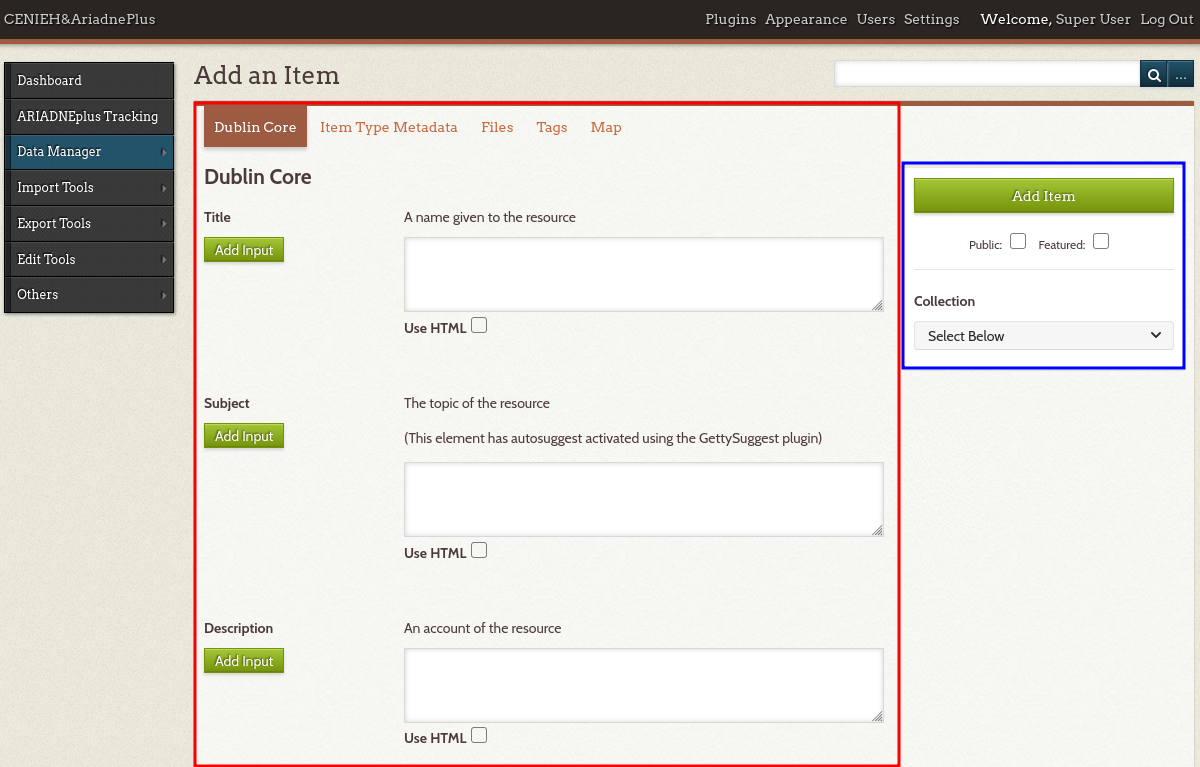 CENIEH&AriadnePlus
Plugins Appearance Users Settings Welcome, Super User Log Out
Dashboard
ARIADNEplus Tracking
Data Manager
Import Tools
Export Tools
Edit Tools
Others
Add an Item
...
Dublin Core Item Type Metadata Files Tags Map
Dublin Core
Title
A name given to the resource
Add Input
Use HTML
Subject
The topic of the resource
Add Input
(This element has autosuggest activated using the GettySuggest plugin)
Use HTML
Description
An account of the resource
Add Input
Use HTML
Add Item
Public: Featured:
Collection
Select Below